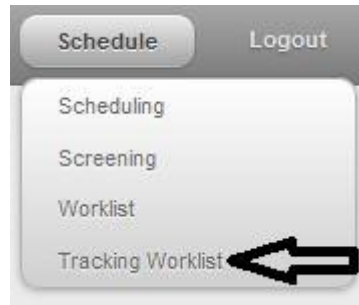 Schedule Logout
Scheduling
Screening
Worklist
Tracking Worklist